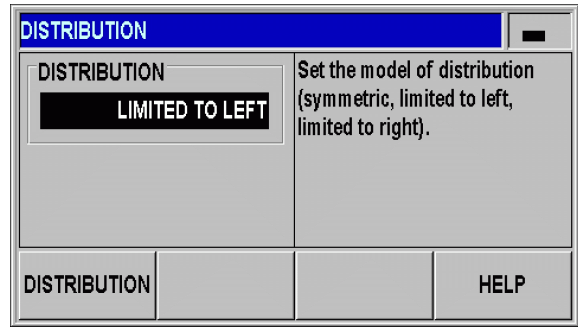 DISTRIBUTION
DISTRIBUTION
LIMITED TO LEFT
Set the model of distribution
(symmetric, limited to left,
limited to right).
DISTRIBUTION
HELP